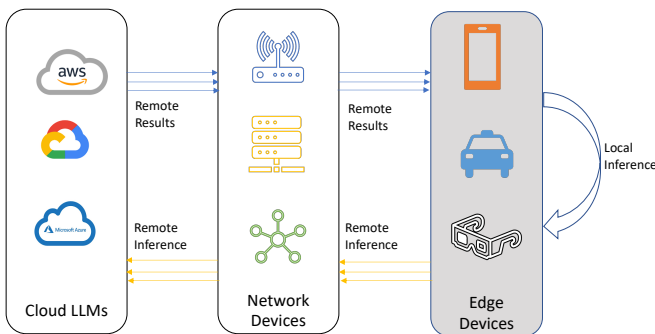 aws
Remote
Results
Remote
Results
Local
Inference
Microsoft Azure
Remote
Inference
Remote
Inference
Cloud LLMs
Network
Devices
Edge
Devices